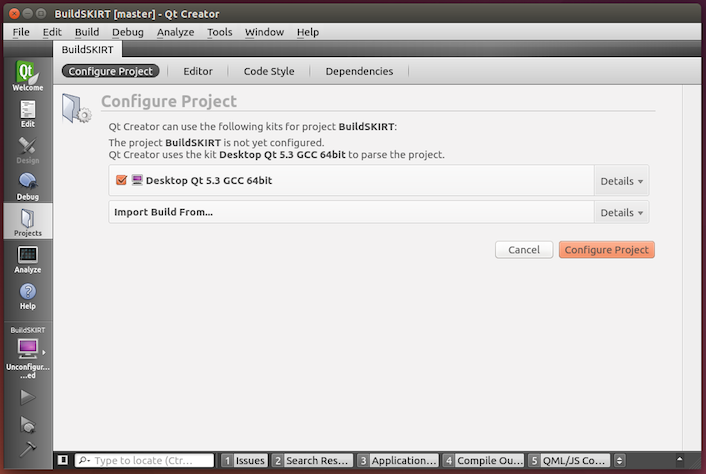 BuildSKIRT [master] - Qt Creator
File Edit Build Debug Analyze Tools Window Help
BuildSKIRT
Configure Project Editor Code Style Dependencies
Qt
Welcome
Edit
Design
Debug
Projects
Analyze
Help
BuildSKIRT
Unconfigur...
...ed
Configure Project
Qt Creator can use the following kits for project BuildSKIRT:
The project BuildSKIRT is not yet configured.
Qt Creator uses the kit Desktop Qt 5.3 GCC 64bit to parse the project.
Desktop Qt 5.3 GCC 64bit Details
Import Build From... Details
Cancel Configure Project
Type to locate (Ctr... 1 Issues 2 Search Res... 3 Application... 4 Compile Ou... 5 QML/JS Co...